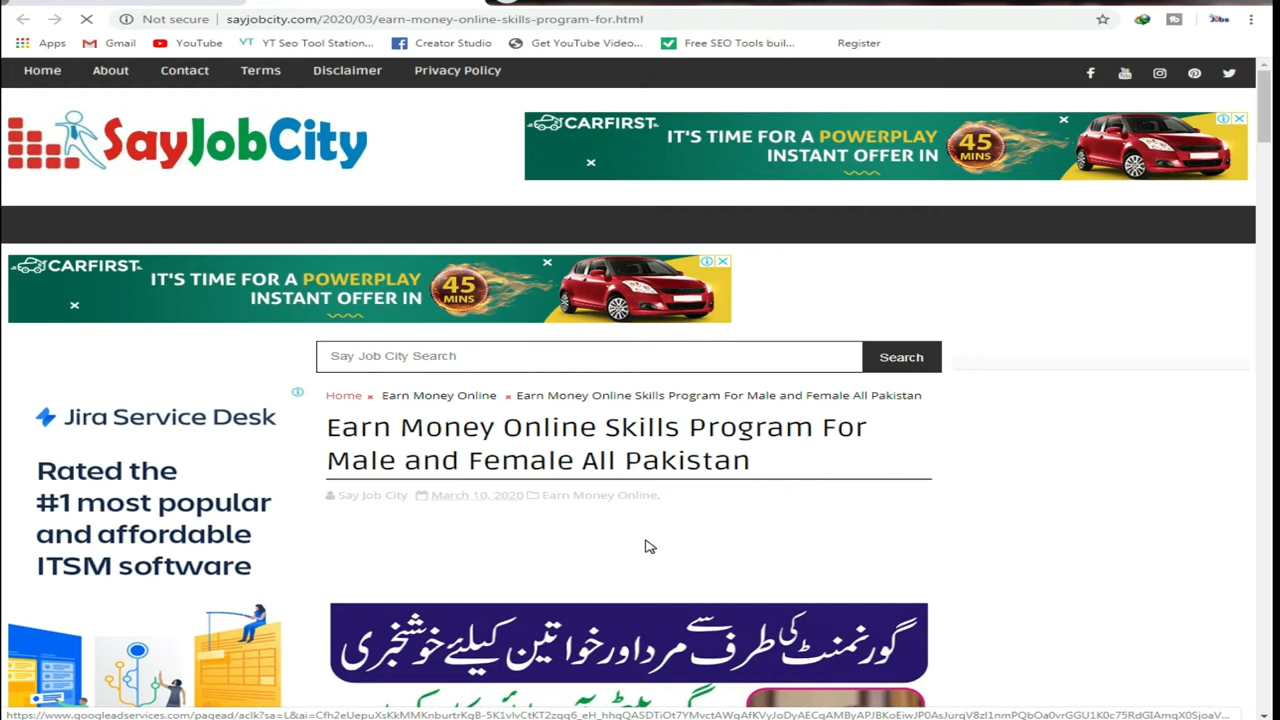 Not secure | sayjobcity.com/2020/03/earn-money-online-skills-program-for.html
Apps Gmail YouTube YT Seo Tool Station... Creator Studio Get YouTube Video... Free SEO Tools buil... Register
Home About Contact Terms Disclaimer Privacy Policy
SayJobCity
CARFIRST
IT'S TIME FOR A POWERPLAY
INSTANT OFFER IN
45
MINS
CARFIRST
IT'S TIME FOR A POWERPLAY
INSTANT OFFER IN
45
MINS
Say Job City Search
Search
Home × Earn Money Online × Earn Money Online Skills Program For Male and Female All Pakistan
Earn Money Online Skills Program For
Male and Female All Pakistan
Say Job City March 10, 2020 Earn Money Online,
Jira Service Desk
Rated the
#1 most popular
and affordable
ITSM software
گورنمنٹ کی طرف سے مرد اور خواتین کیلئے خوشخبری